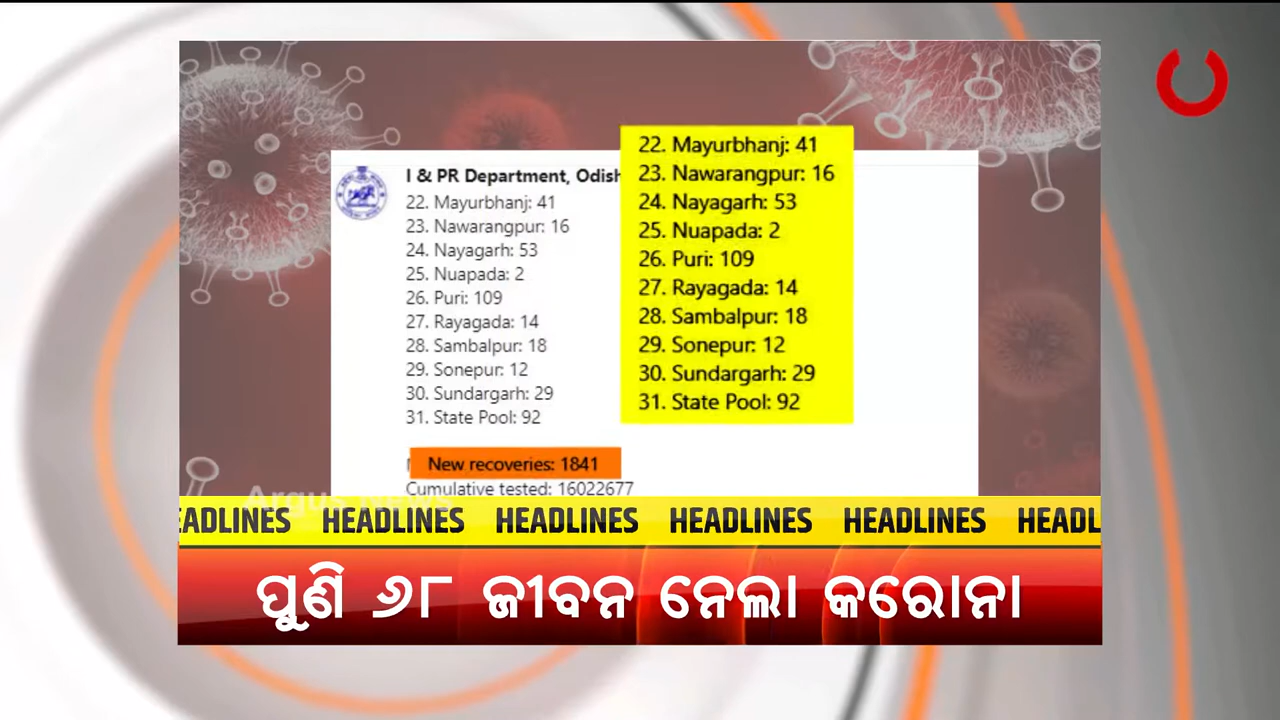 I & PR Department, Odish
22. Mayurbhanj: 41
23. Nawarangpur: 16
24. Nayagarh: 53
25. Nuapada: 2
26. Puri: 109
27. Rayagada: 14
28. Sambalpur: 18
29. Sonepur: 12
30. Sundargarh: 29
31. State Pool: 92
22. Mayurbhanj: 41
23. Nawarangpur: 16
24. Nayagarh: 53
25. Nuapada: 2
26. Puri: 109
27. Rayagada: 14
28. Sambalpur: 18
29. Sonepur: 12
30. Sundargarh: 29
31. State Pool: 92
New recoveries: 1841
Cumulative tested: 16022677
Argus News
EADLINES HEADLINES HEADLINES HEADLINES HEADLINES HEADL
ପୁଣି ୬୮ ଜୀବନ ନେଲା କରୋନା